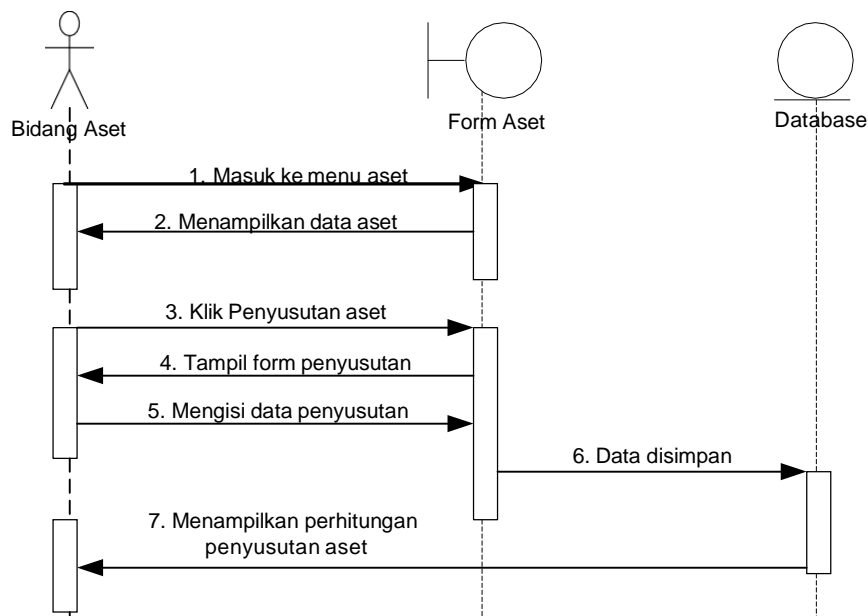 Bidang Aset
Form Aset
Database
1. Masuk ke menu aset
2. Menampilkan data aset
3. Klik Penyusutan aset
4. Tampil form penyusutan
5. Mengisi data penyusutan
6. Data disimpan
7. Menampilkan perhitungan
penyusutan aset